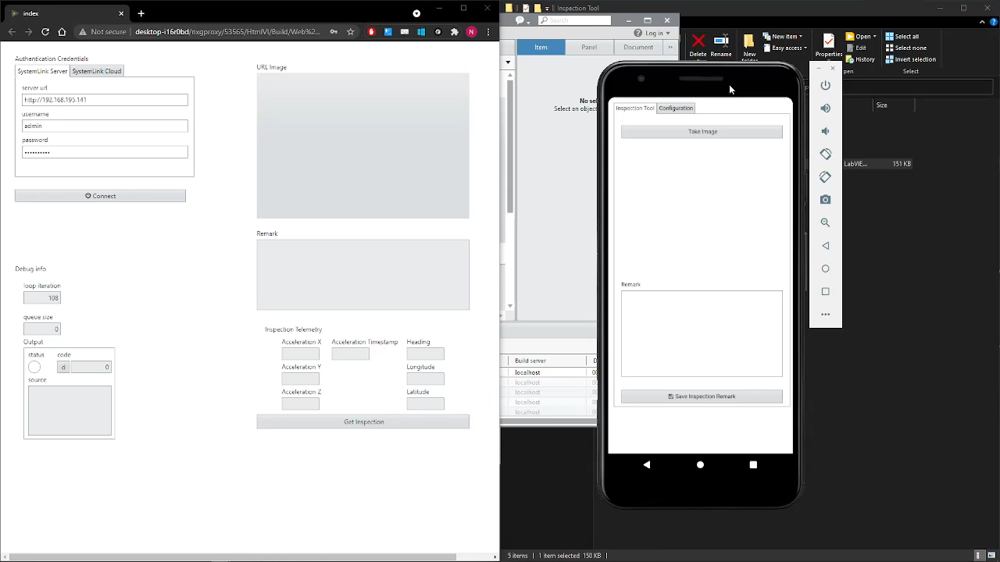 index
Not sec
desktop-i16r0bd/nxgproxy/53565/HtmlVI/Build/Web%2...
N
Authentication Credentials
SystemLink Server
SystemLink Cloud
server url
http://192.168.195.141
username
admin
password
••••••••••
Connect
Debug info
loop iteration
108
queue size
0
Output
status
code
d
0
source
URL Image
Remark
Inspection Telemetry
Acceleration X
Acceleration Timestamp
Heading
Acceleration Y
Longitude
Acceleration Z
Latitude
Get Inspection
Inspection Tool
Search
Log in
Item
Panel
Document
No sel
Select an object
Build server
localhost
00
localhost
localhost
localhost
localhost
Delete
Rename
New
folder
New item
Easy access
Properties
Open
Edit
History
Open
Select all
Select none
Invert selection
Select
Size
LabVIE...
151 KB
Inspection Tool
Configuration
Take Image
Remark
Save Inspection Remark
5 items
1 item selected 150 KB